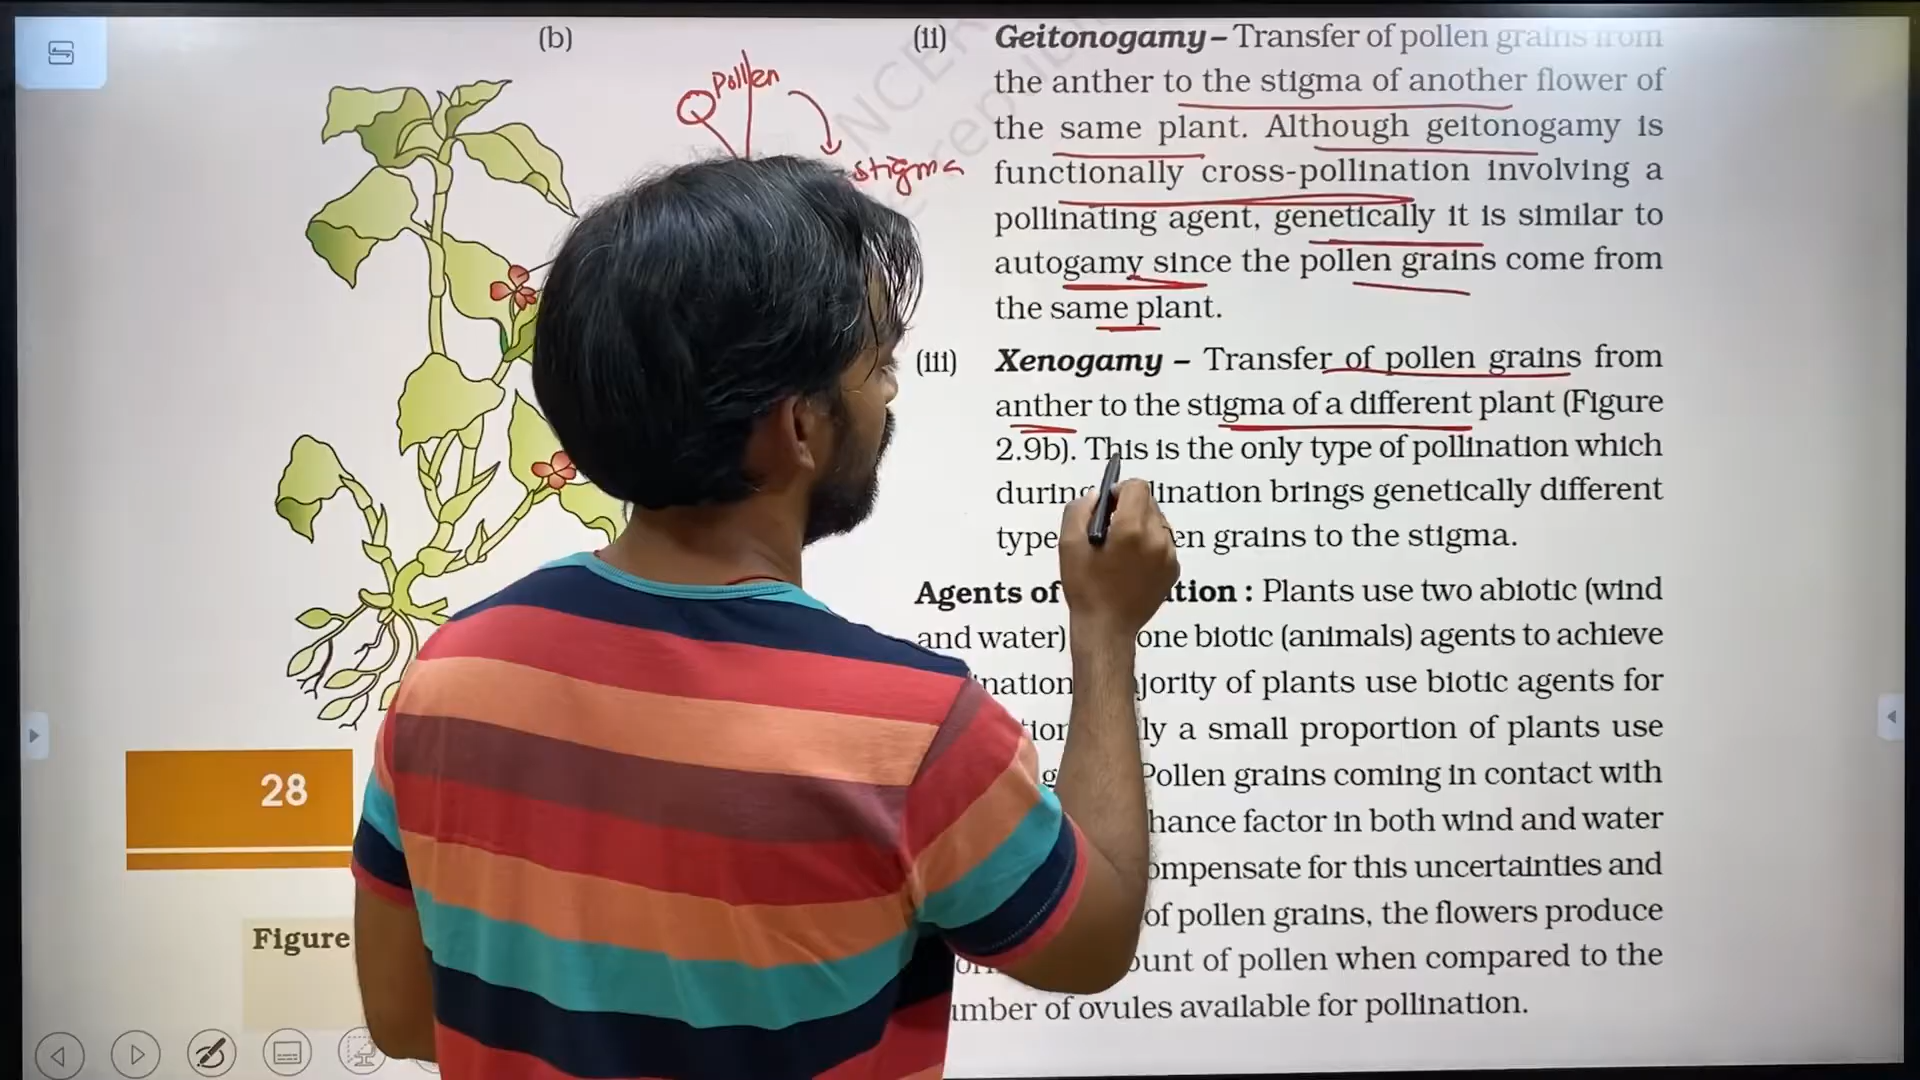 (b)
Pollen
stigma
(ii) Geitonogamy – Transfer of pollen grains from
the anther to the stigma of another flower of
the same plant. Although geitonogamy is
functionally cross-pollination involving a
pollinating agent, genetically it is similar to
autogamy since the pollen grains come from
the same plant.
(iii) Xenogamy – Transfer of pollen grains from
anther to the stigma of a different plant (Figure
2.9b). This is the only type of pollination which
during lination brings genetically different
type en grains to the stigma.
Agents of tion : Plants use two abiotic (wind
and water) one biotic (animals) agents to achieve
nation jority of plants use biotic agents for
tion ly a small proportion of plants use
Pollen grains coming in contact with
hance factor in both wind and water
ompensate for this uncertainties and
of pollen grains, the flowers produce
ount of pollen when compared to the
umber of ovules available for pollination.
28
Figure